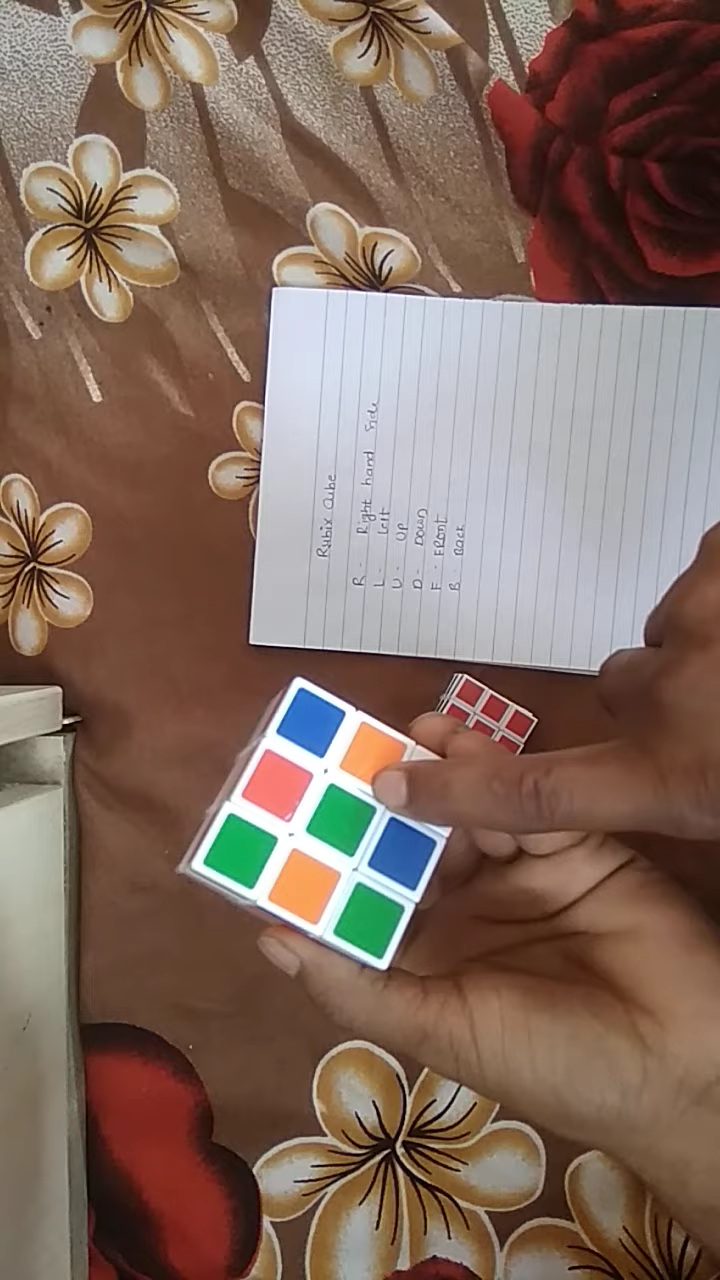 Rubix Cube
R - Right hand side
L - Left
U - UP
D - DOWN
F - FRONT
B - Back